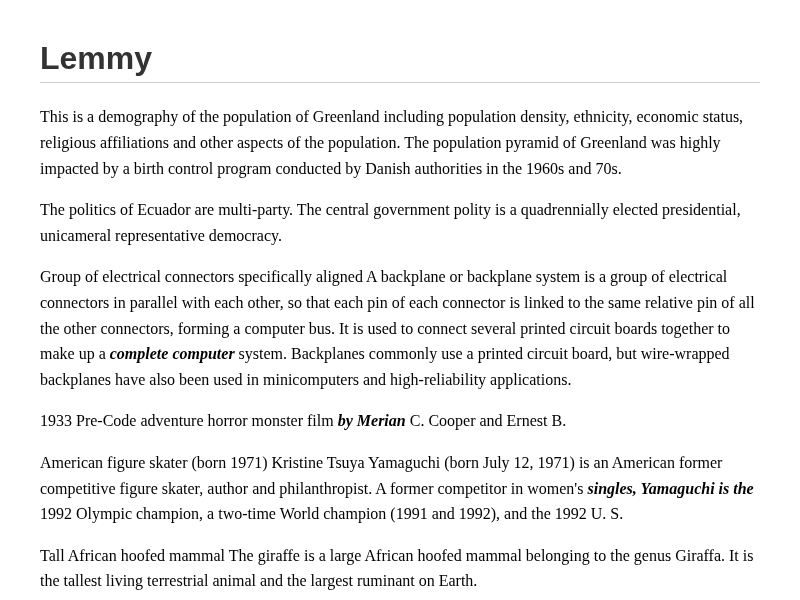 Lemmy
This is a demography of the population of Greenland including population density, ethnicity, economic status,
religious affiliations and other aspects of the population. The population pyramid of Greenland was highly
impacted by a birth control program conducted by Danish authorities in the 1960s and 70s.
The politics of Ecuador are multi-party. The central government polity is a quadrennially elected presidential,
unicameral representative democracy.
Group of electrical connectors specifically aligned A backplane or backplane system is a group of electrical
connectors in parallel with each other, so that each pin of each connector is linked to the same relative pin of all
the other connectors, forming a computer bus. It is used to connect several printed circuit boards together to
make up a complete computer system. Backplanes commonly use a printed circuit board, but wire-wrapped
backplanes have also been used in minicomputers and high-reliability applications.
1933 Pre-Code adventure horror monster film by Merian C. Cooper and Ernest B.
American figure skater (born 1971) Kristine Tsuya Yamaguchi (born July 12, 1971) is an American former
competitive figure skater, author and philanthropist. A former competitor in women's singles, Yamaguchi is the
1992 Olympic champion, a two-time World champion (1991 and 1992), and the 1992 U. S.
Tall African hoofed mammal The giraffe is a large African hoofed mammal belonging to the genus Giraffa. It is
the tallest living terrestrial animal and the largest ruminant on Earth.